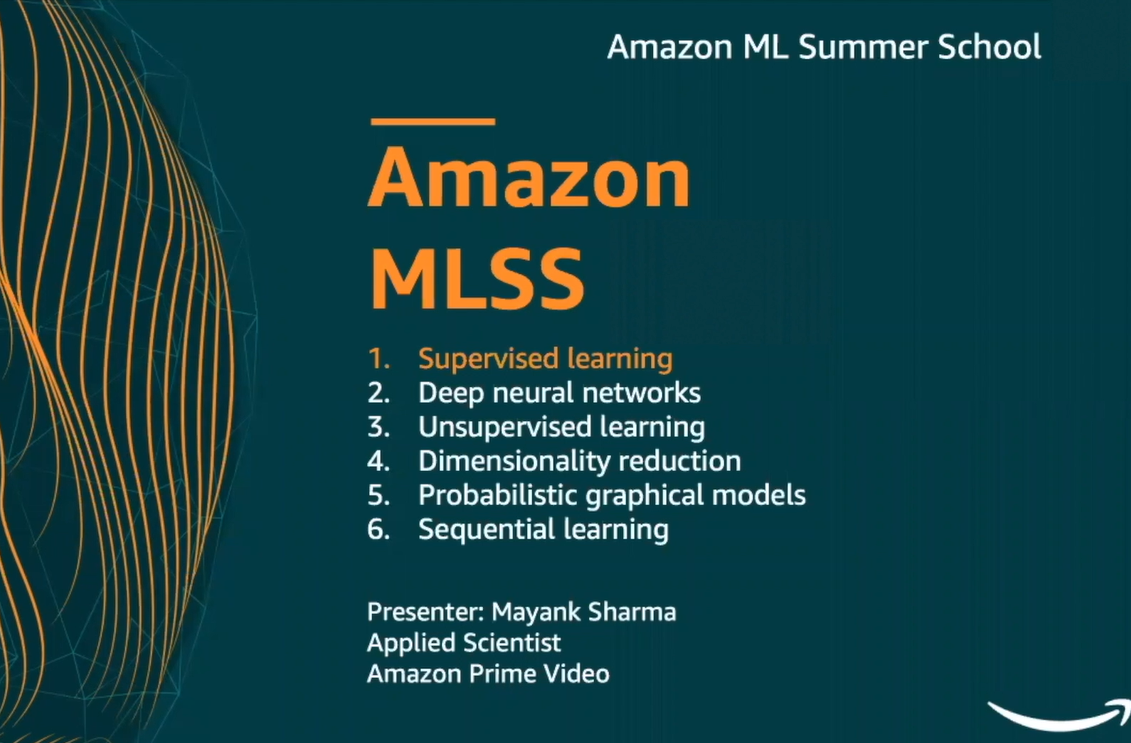 Amazon ML Summer School
Amazon
MLSS
1. Supervised learning
2. Deep neural networks
3. Unsupervised learning
4. Dimensionality reduction
5. Probabilistic graphical models
6. Sequential learning
Presenter: Mayank Sharma
Applied Scientist
Amazon Prime Video